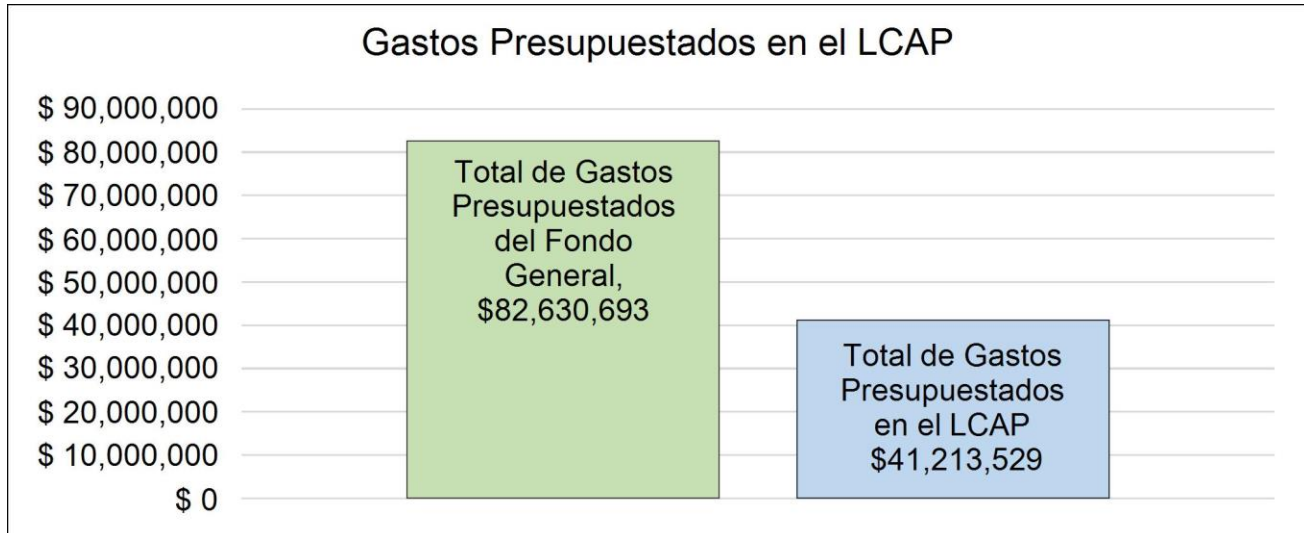 Gastos Presupuestados en el LCAP
$ 90,000,000
$ 80,000,000
$ 70,000,000
$ 60,000,000
$ 50,000,000
$ 40,000,000
$ 30,000,000
$ 20,000,000
$ 10,000,000
$ 0
Total de Gastos
Presupuestados
del Fondo
General,
$82,630,693
Total de Gastos
Presupuestados
en el LCAP
$41,213,529